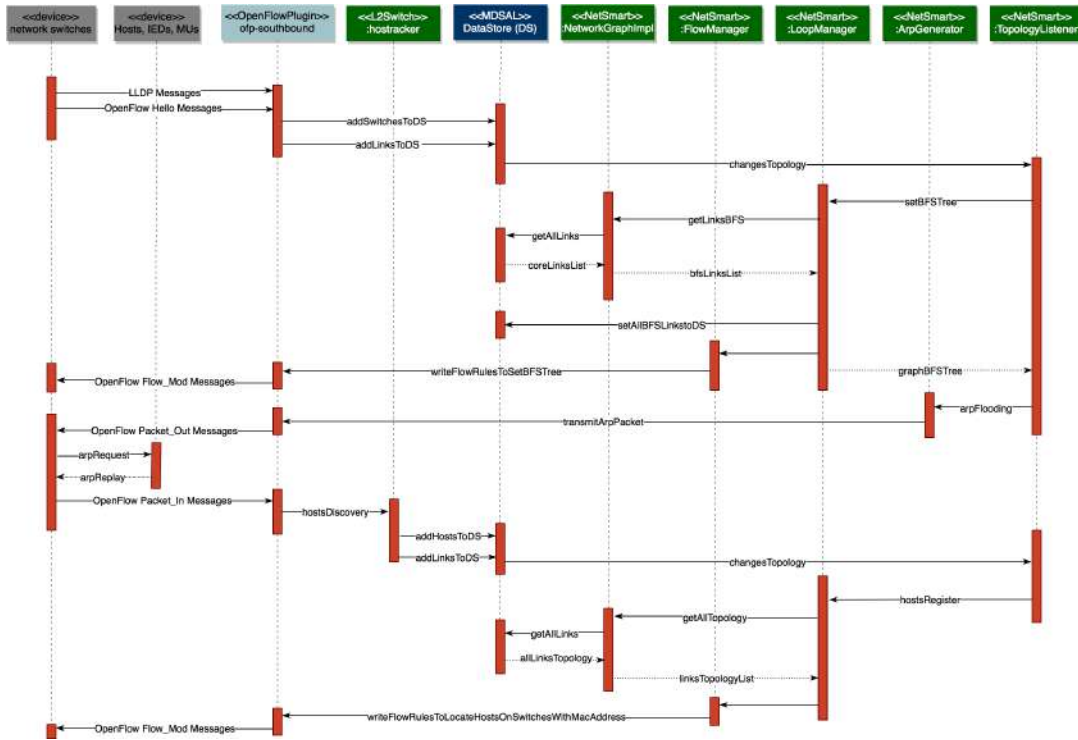 <<device>>
network switches
<<device>>
Hosts, IEDs, MUs
<<OpenFlowPlugin>>
ofp-southbound
<<L2Switch>>
:hostracker
<<MDSAL>>
DataStore (DS)
<<NetSmart>>
:NetworkGraphImpl
<<NetSmart>>
:FlowManager
<<NetSmart>>
:LoopManager
<<NetSmart>>
:ArpGenerator
<<NetSmart>>
:TopologyListener
LLDP Messages
OpenFlow Hello Messages
addSwitchesToDS
addLinksToDS
changesTopology
setBFSTree
getLinksBFS
getAllLinks
coreLinksList
bfsLinksList
setAllBFSLinkstoDS
writeFlowRulesToSetBFSTree
graphBFSTree
OpenFlow Flow_Mod Messages
arpFlooding
transmitArpPacket
OpenFlow Packet_Out Messages
arpRequest
arpReplay
OpenFlow Packet_In Messages
hostsDiscovery
addHostsToDS
addLinksToDS
changesTopology
hostsRegister
getAllTopology
getAllLinks
allLinksTopology
linksTopologyList
writeFlowRulesToLocateHostsOnSwitchesWithMacAddress
OpenFlow Flow_Mod Messages